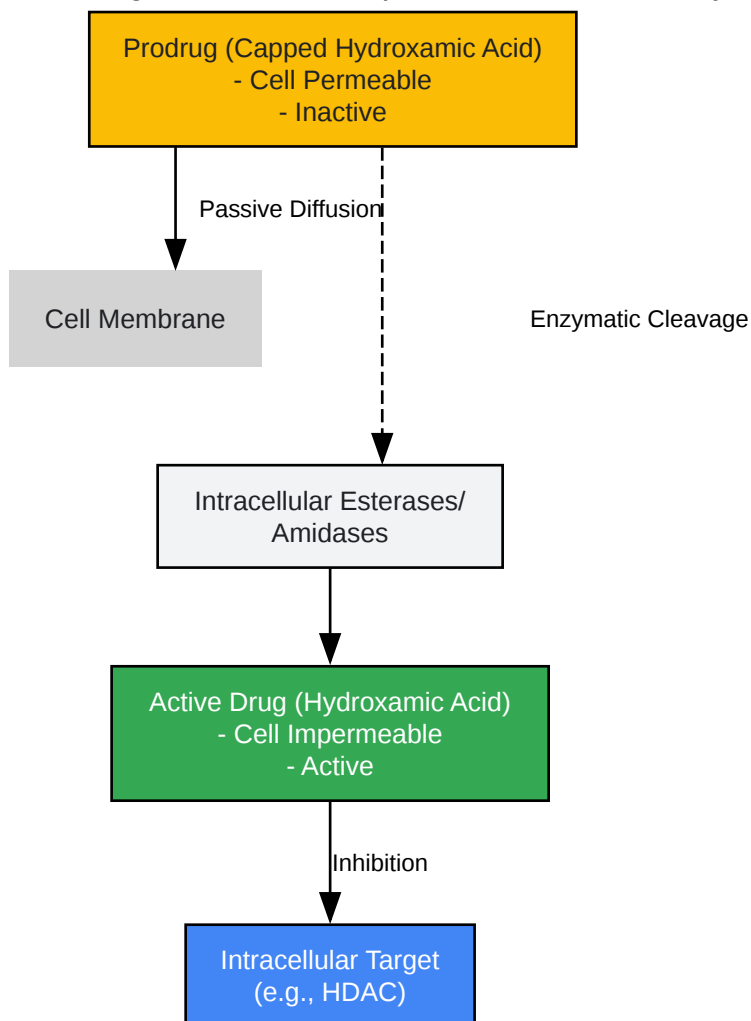 Prodrug (Capped Hydroxamic Acid)
- Cell Permeable
- Inactive
Passive Diffusion
Cell Membrane
Enzymatic Cleavage
Intracellular Esterases/
Amidases
Active Drug (Hydroxamic Acid)
- Cell Impermeable
- Active
Inhibition
Intracellular Target
(e.g., HDAC)